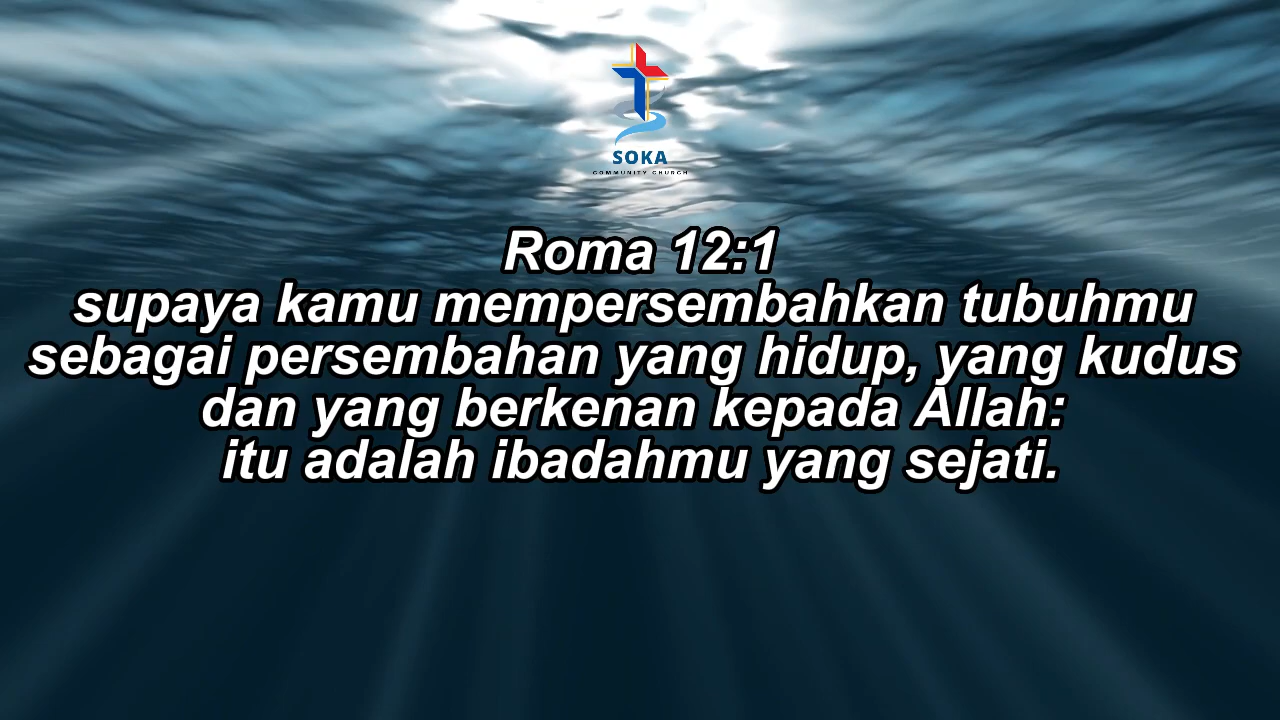 SOKA
COMMUNITY CHURCH
Roma 12:1
supaya kamu mempersembahkan tubuhmu
sebagai persembahan yang hidup, yang kudus
dan yang berkenan kepada Allah:
itu adalah ibadahmu yang sejati.